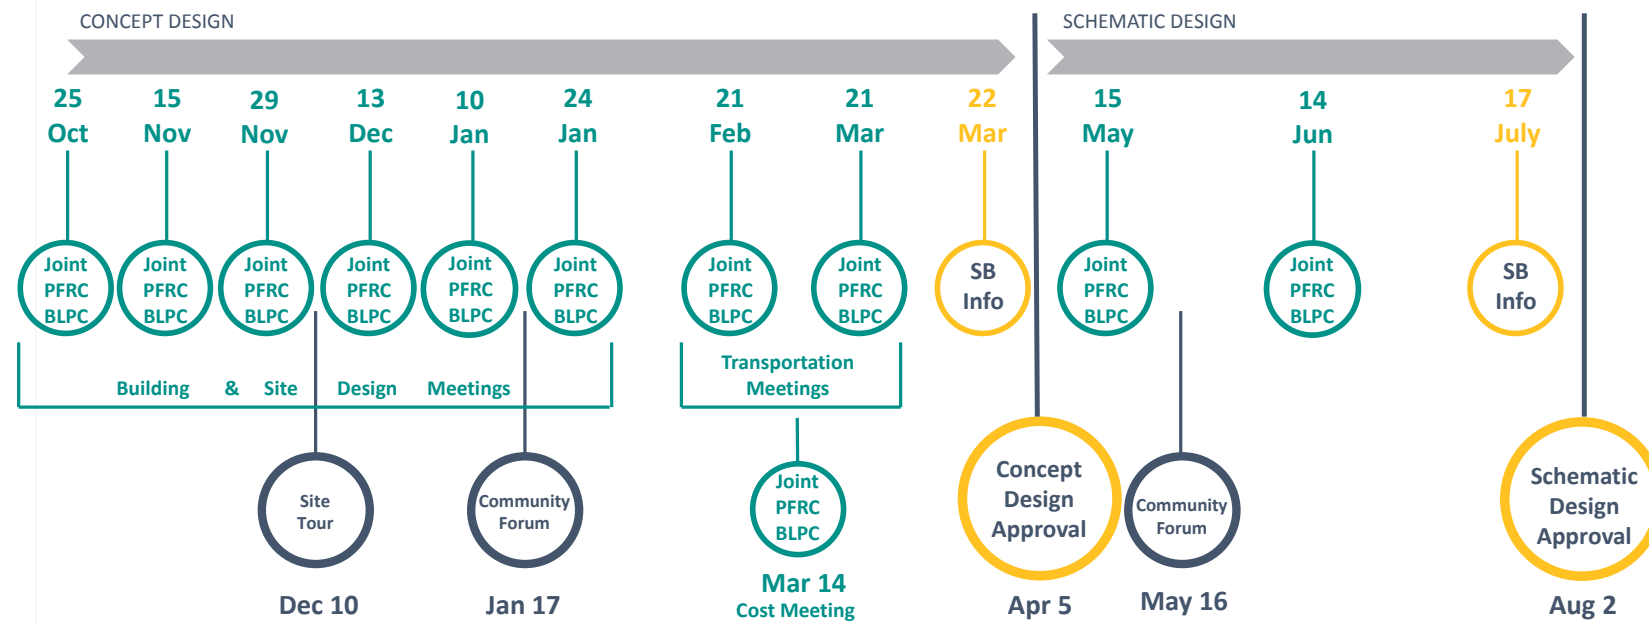 CONCEPT DESIGN
SCHEMATIC DESIGN
25
Oct
15
Nov
29
Nov
13
Dec
10
Jan
24
Jan
21
Feb
21
Mar
22
Mar
15
May
14
Jun
17
July
Joint
PFRC
BLPC
Joint
PFRC
BLPC
Joint
PFRC
BLPC
Joint
PFRC
BLPC
Joint
PFRC
BLPC
Joint
PFRC
BLPC
Joint
PFRC
BLPC
Joint
PFRC
BLPC
SB
Info
Joint
PFRC
BLPC
Joint
PFRC
BLPC
SB
Info
Building & Site Design Meetings
Transportation
Meetings
Site
Tour
Dec 10
Community
Forum
Jan 17
Joint
PFRC
BLPC
Mar 14
Cost Meeting
Concept
Design
Approval
Apr 5
Community
Forum
May 16
Schematic
Design
Approval
Aug 2